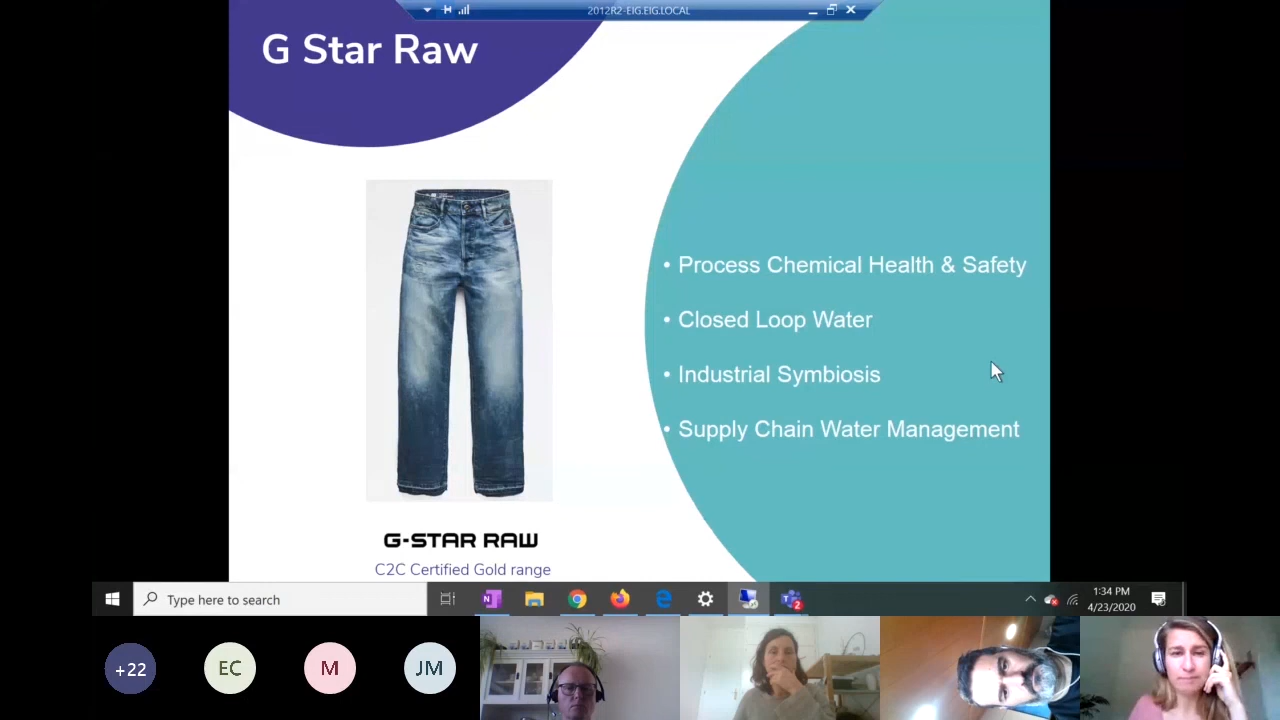 2012R2-EIG.EIG.LOCAL
G Star Raw
• Process Chemical Health & Safety
• Closed Loop Water
• Industrial Symbiosis
• Supply Chain Water Management
G-STAR RAW
C2C Certified Gold range
Type here to search
2
1:34 PM
4/23/2020
+22
EC
M
JM